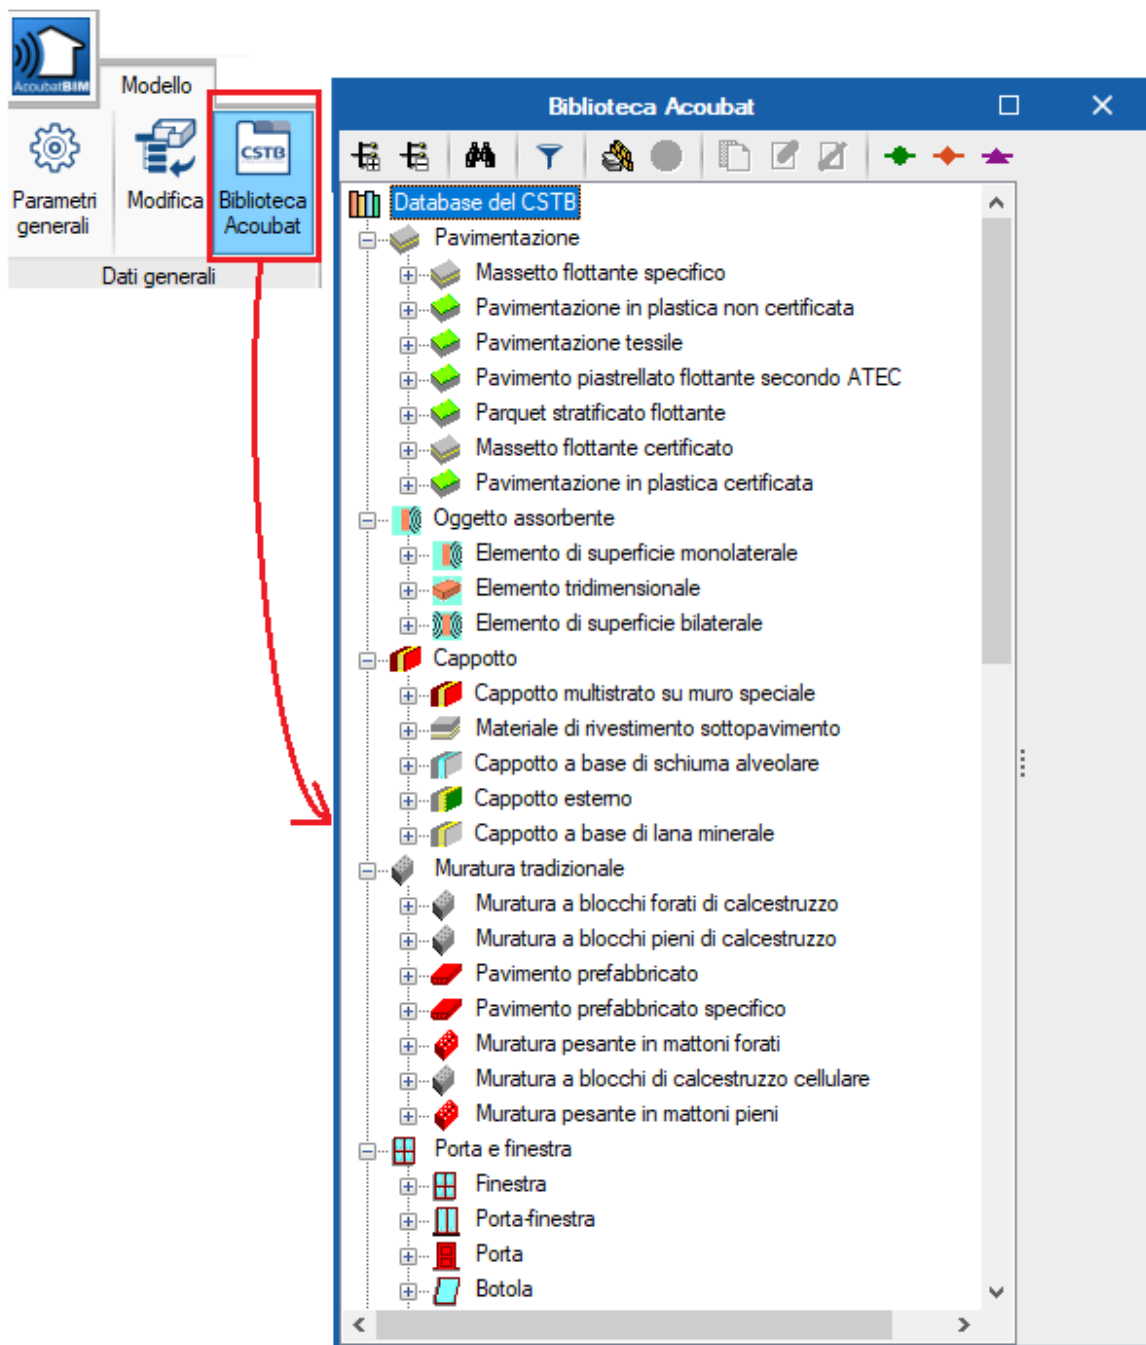 AcoubatBIM
Modello
CSTB
Parametri
generali
Modifica
Biblioteca
Acoubat
Dati generali
Biblioteca Acoubat
Database del CSTB
Pavimentazione
Massetto flottante specifico
Pavimentazione in plastica non certificata
Pavimentazione tessile
Pavimento piastrellato flottante secondo ATEC
Parquet stratificato flottante
Massetto flottante certificato
Pavimentazione in plastica certificata
Oggetto assorbente
Elemento di superficie monolaterale
Elemento tridimensionale
Elemento di superficie bilaterale
Cappotto
Cappotto multistrato su muro speciale
Materiale di rivestimento sottopavimento
Cappotto a base di schiuma alveolare
Cappotto esterno
Cappotto a base di lana minerale
Muratura tradizionale
Muratura a blocchi forati di calcestruzzo
Muratura a blocchi pieni di calcestruzzo
Pavimento prefabbricato
Pavimento prefabbricato specifico
Muratura pesante in mattoni forati
Muratura a blocchi di calcestruzzo cellulare
Muratura pesante in mattoni pieni
Porta e finestra
Finestra
Porta-finestra
Porta
Botola